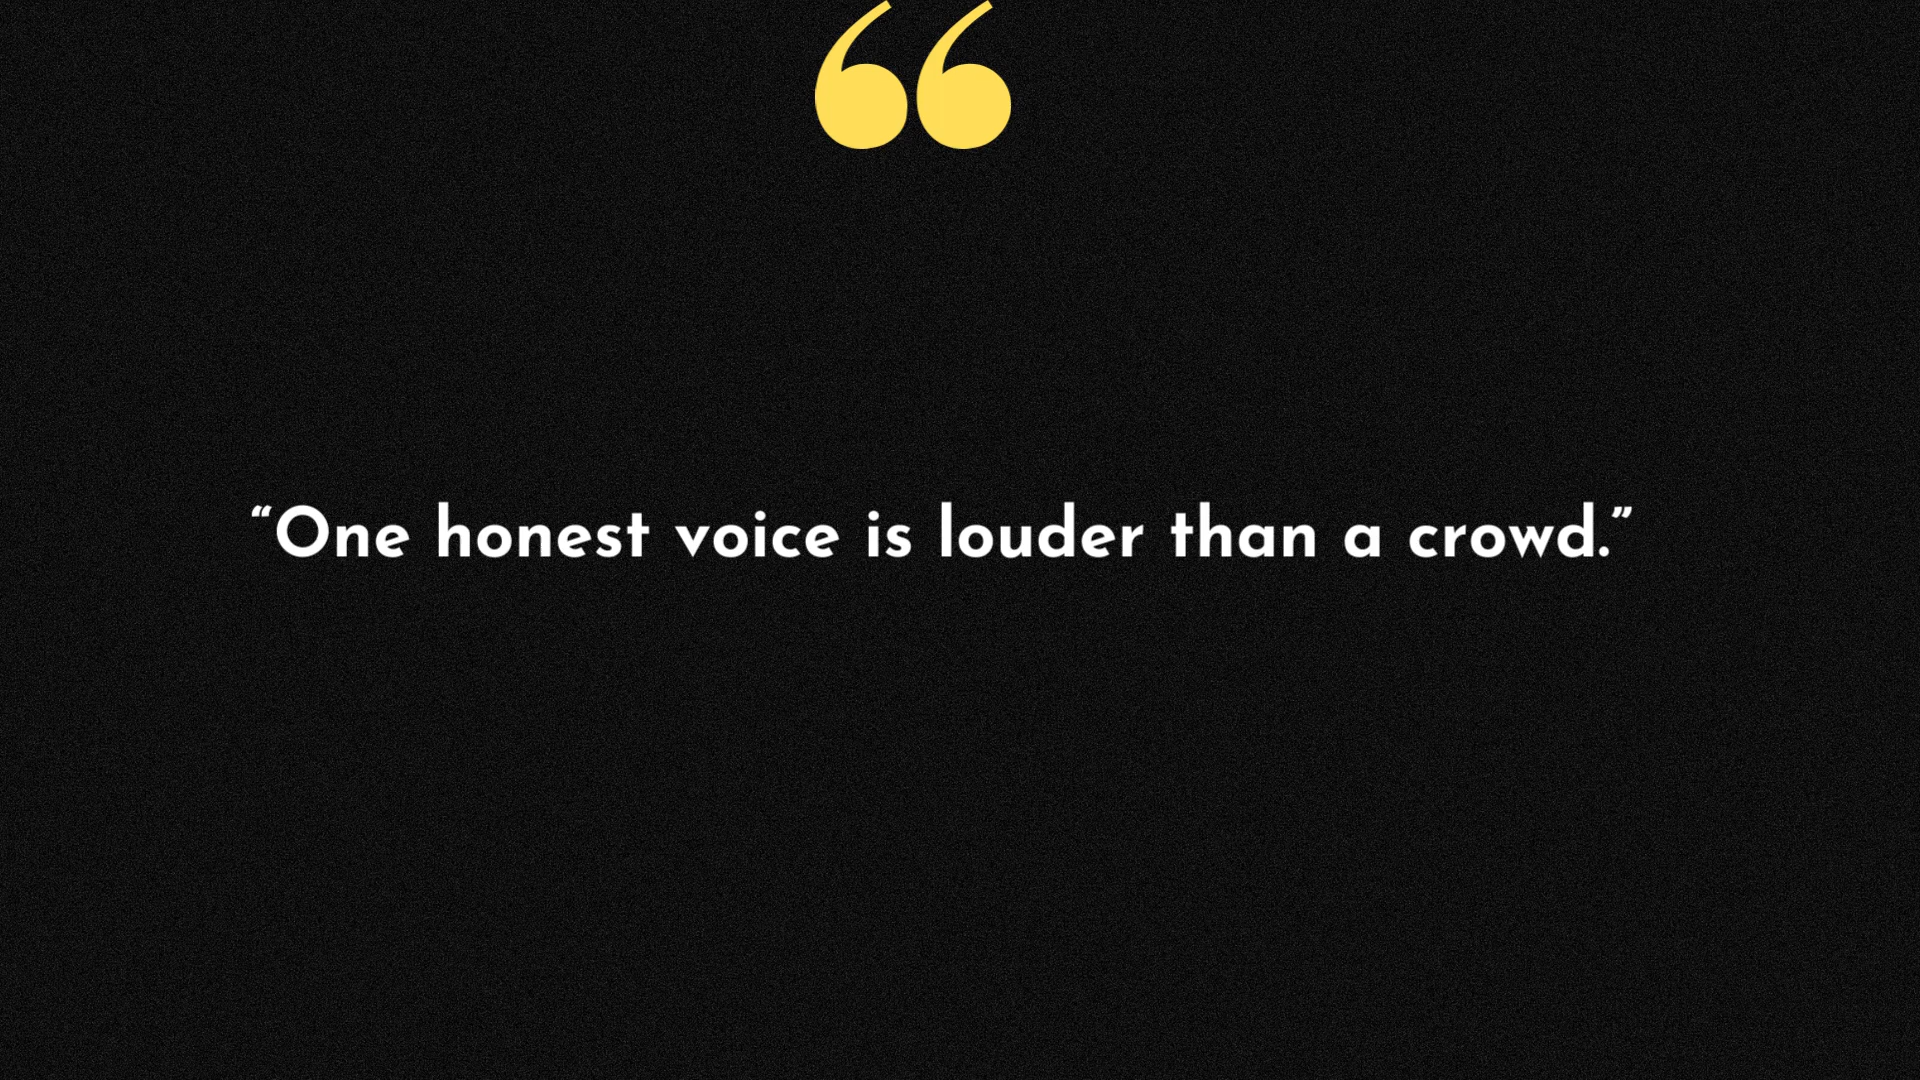 “
“One honest voice is louder than a crowd.”